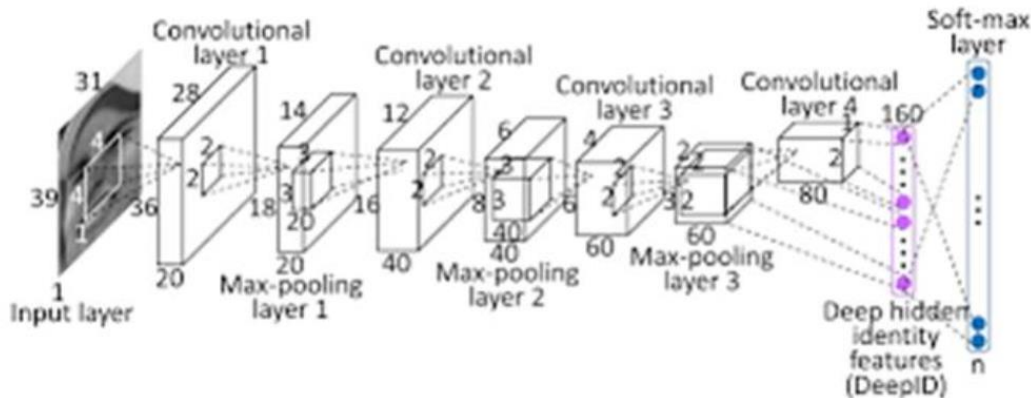 Soft-max
layer
Convolutional
layer 1
Convolutional
layer 2
Convolutional
layer 3
Convolutional
layer 4
31
28
14
12
6
4
160
4
2
3
2
3
2
2
2
1
2
39
4
1
36
2
18
3
20
16
2
8
3
40
6
2
3
2
80
20
20
40
40
60
60
1
Input layer
Max-pooling
layer 1
Max-pooling
layer 2
Max-pooling
layer 3
Deep hidden
identity
features
(DeepID)
n